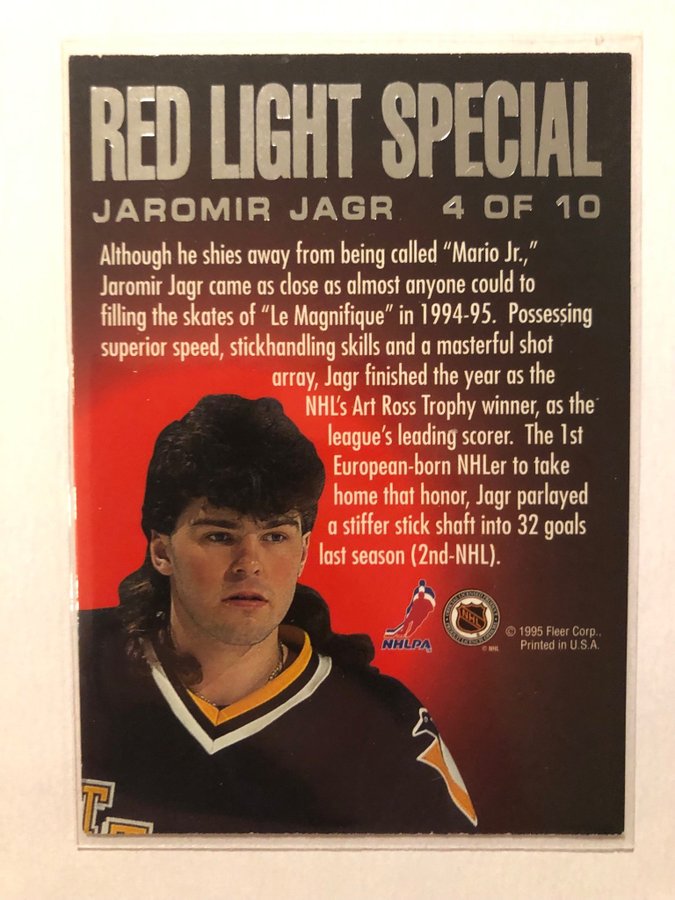 RED LIGHT SPECIAL
JAROMIR JAGR 4 OF 10
Although he shies away from being called “Mario Jr.,”
Jaromir Jagr came as close as almost anyone could to
filling the skates of “Le Magnifique” in 1994-95. Possessing
superior speed, stickhandling skills and a masterful shot
array, Jagr finished the year as the
NHL’s Art Ross Trophy winner, as the
league’s leading scorer. The 1st
European-born NHLer to take
home that honor, Jagr parlayed
a stiffer stick shaft into 32 goals
last season (2nd-NHL).
NHLPA
NHL
© NHL
© 1995 Fleer Corp.,
Printed in U.S.A.